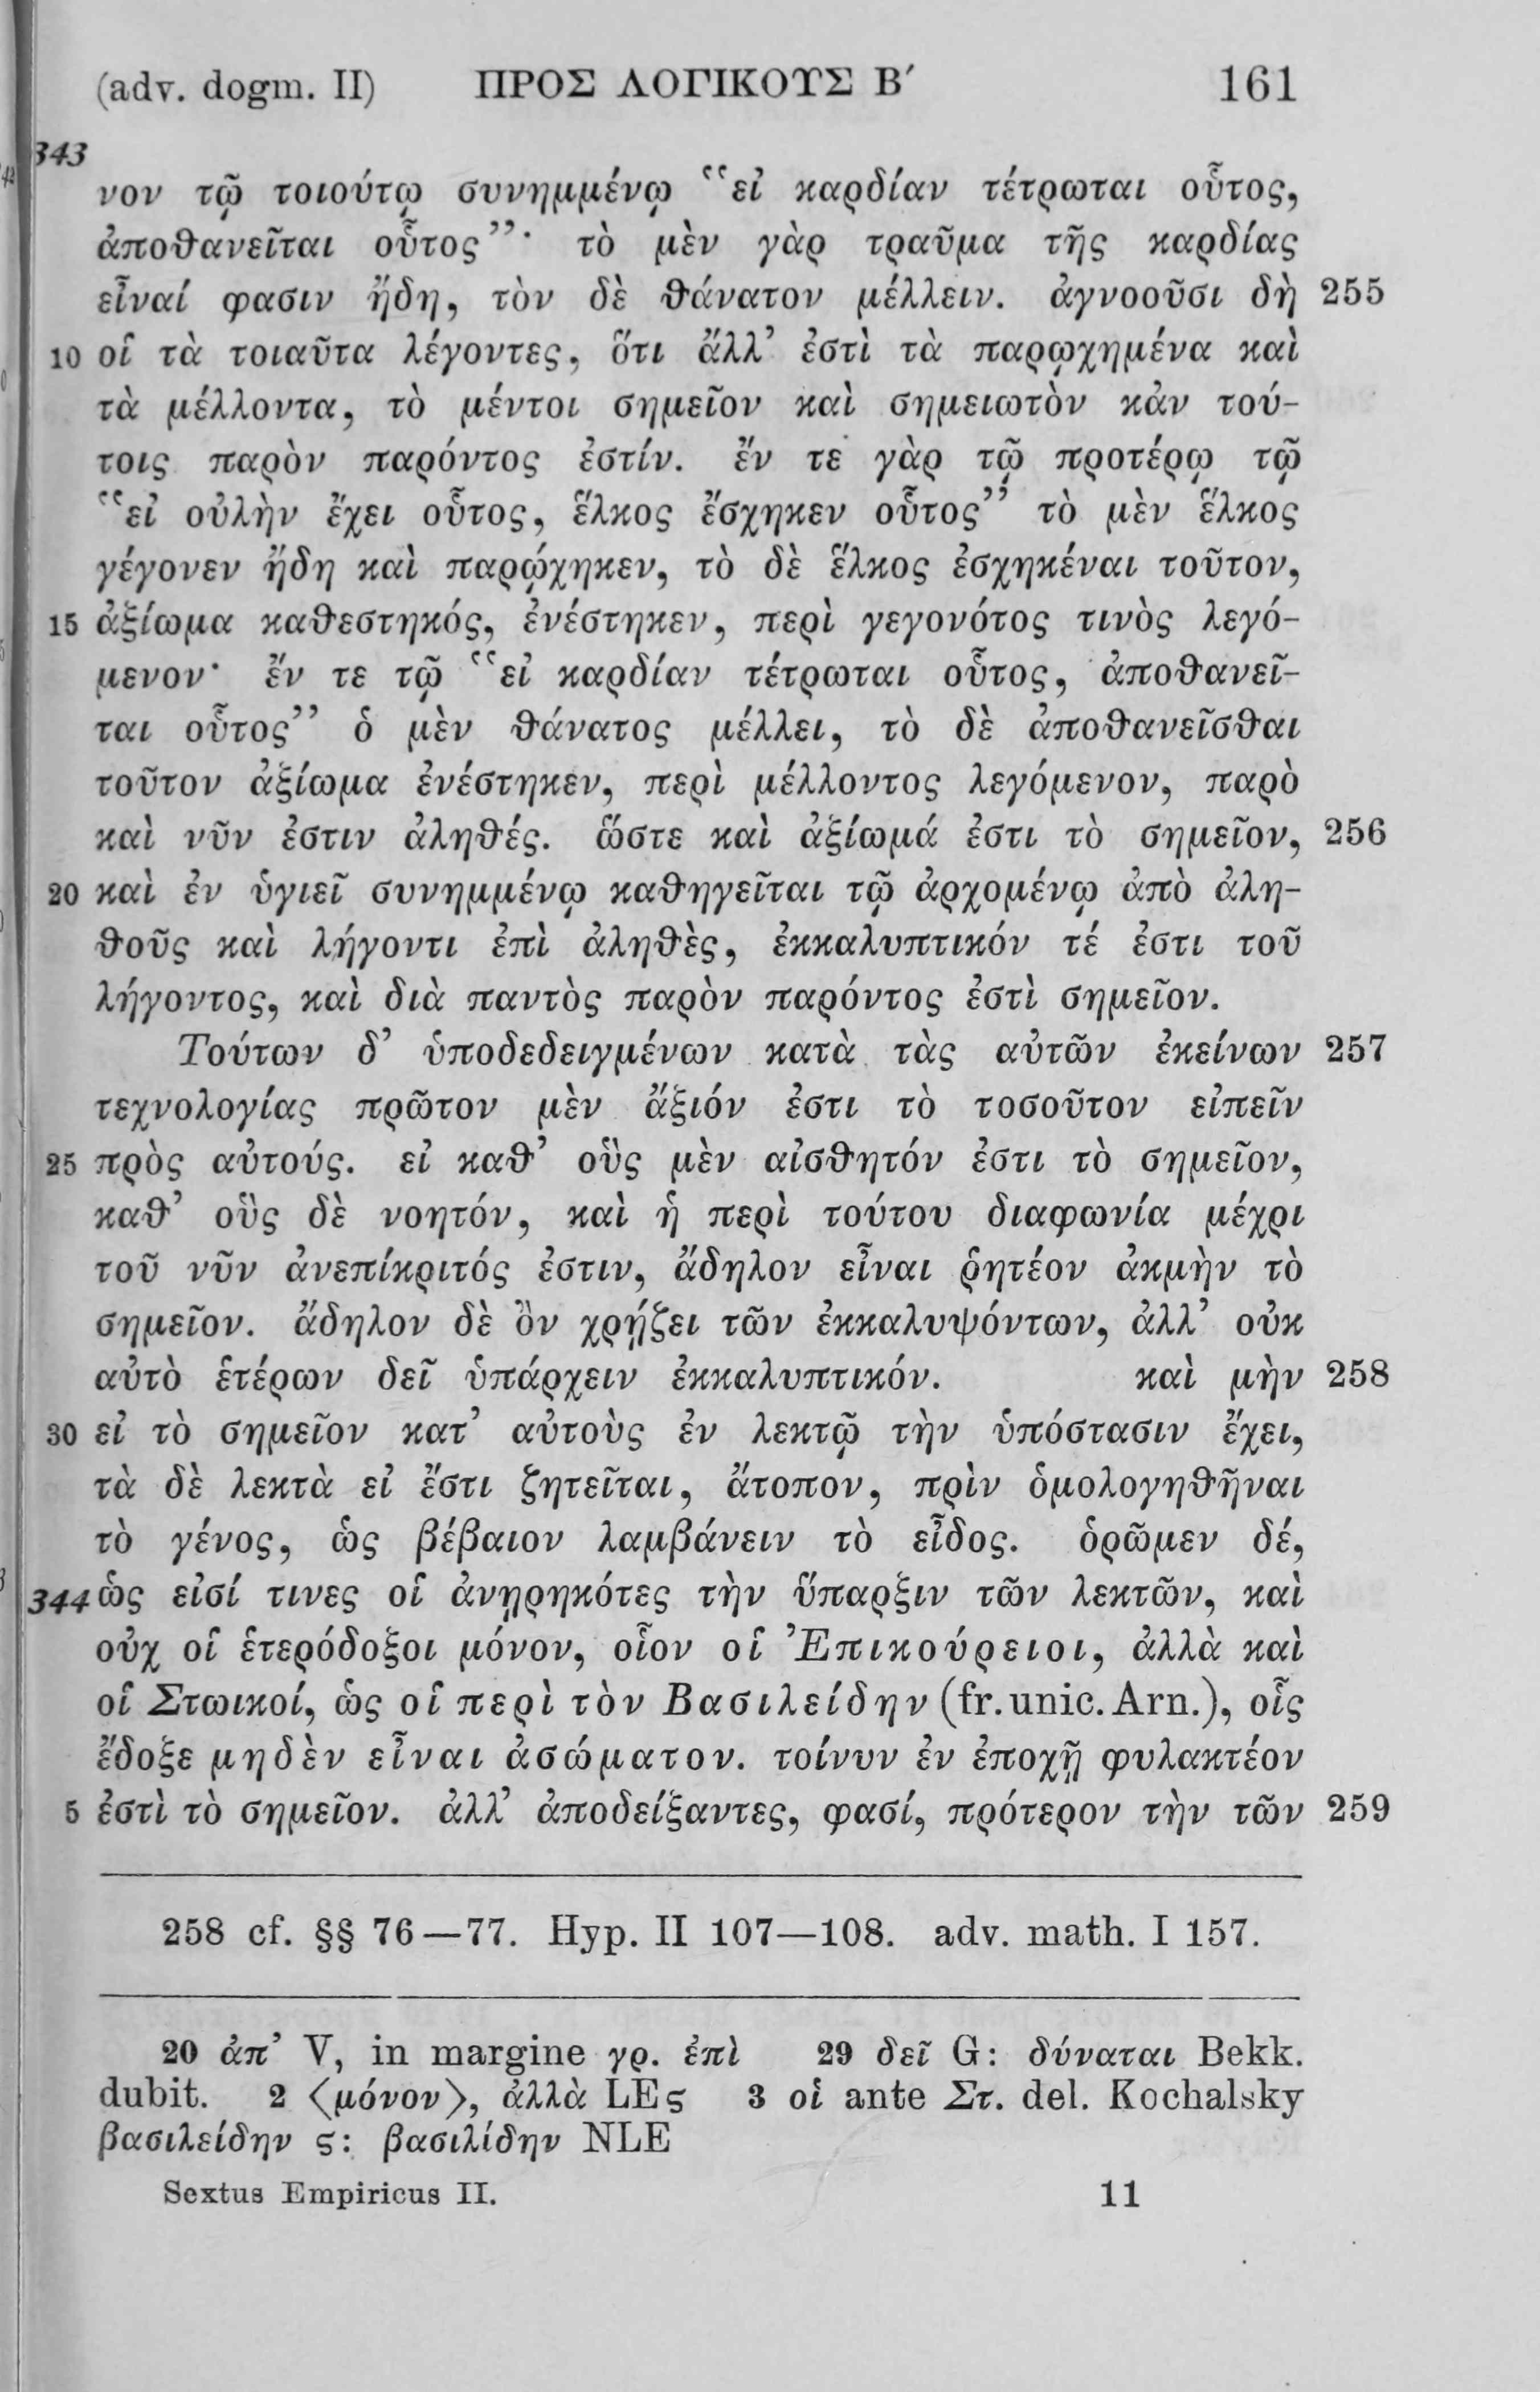 (adv. dogm. II) ΠΡΟΣ ΛΟΓΙΚΟΥΣ Β′ 161
343
νον τῷ τοιούτῳ συνημμένῳ “εἰ καρδίαν τέτρωται οὗτος,
ἀποθανεῖται οὗτος”· τὸ μὲν γὰρ τραῦμα τῆς καρδίας
εἶναί φασιν ἤδη, τὸν δὲ θάνατον μέλλειν. ἀγνοοῦσι δὴ 255
10 οἱ τὰ τοιαῦτα λέγοντες, ὅτι ἄλλ’ ἐστὶ τὰ παρῳχημένα καὶ
τὰ μέλλοντα, τὸ μέντοι σημεῖον καὶ σημειωτὸν κἀν τού-
τοις παρὸν παρόντος ἐστίν. ἔν τε γὰρ τῷ προτέρῳ τῷ
“εἰ οὐλὴν ἔχει οὗτος, ἕλκος ἔσχηκεν οὗτος” τὸ μὲν ἕλκος
γέγονεν ἤδη καὶ παρῴχηκεν, τὸ δὲ ἕλκος ἐσχηκέναι τοῦτον,
15 ἀξίωμα καθεστηκός, ἐνέστηκεν, περὶ γεγονότος τινὸς λεγό-
μενον· ἔν τε τῷ “εἰ καρδίαν τέτρωται οὗτος, ἀποθανεῖ-
ται οὗτος” ὁ μὲν θάνατος μέλλει, τὸ δὲ ἀποθανεῖσθαι
τοῦτον ἀξίωμα ἐνέστηκεν, περὶ μέλλοντος λεγόμενον, παρὸ
καὶ νῦν ἐστιν ἀληθές. ὥστε καὶ ἀξίωμά ἐστι τὸ σημεῖον, 256
20 καὶ ἐν ὑγιεῖ συνημμένῳ καθηγεῖται τῷ ἀρχομένῳ ἀπὸ ἀλη-
θοῦς καὶ λήγοντι ἐπὶ ἀληθὲς, ἐκκαλυπτικόν τέ ἐστι τοῦ
λήγοντος, καὶ διὰ παντὸς παρὸν παρόντος ἐστὶ σημεῖον.
Τούτων δ’ ὑποδεδειγμένων κατὰ τὰς αὐτῶν ἐκείνων 257
τεχνολογίας πρῶτον μὲν ἄξιόν ἐστι τὸ τοσοῦτον εἰπεῖν
25 πρὸς αὐτούς. εἰ καθ’ οὓς μὲν αἰσθητόν ἐστι τὸ σημεῖον,
καθ’ οὓς δὲ νοητόν, καὶ ἡ περὶ τούτου διαφωνία μέχρι
τοῦ νῦν ἀνεπίκριτός ἐστιν, ἄδηλον εἶναι ῥητέον ἀκμὴν τὸ
σημεῖον. ἄδηλον δὲ ὂν χρῄζει τῶν ἐκκαλυψόντων, ἀλλ’ οὐκ
αὐτὸ ἑτέρων δεῖ ὑπάρχειν ἐκκαλυπτικόν. καὶ μὴν 258
30 εἰ τὸ σημεῖον κατ’ αὐτοὺς ἐν λεκτῷ τὴν ὑπόστασιν ἔχει,
τὰ δὲ λεκτὰ εἰ ἔστι ζητεῖται, ἄτοπον, πρὶν ὁμολογηθῆναι
τὸ γένος, ὡς βέβαιον λαμβάνειν τὸ εἶδος. ὁρῶμεν δέ,
344 ὡς εἰσί τινες οἱ ἀνῃρηκότες τὴν ὕπαρξιν τῶν λεκτῶν, καὶ
οὐχ οἱ ἑτερόδοξοι μόνον, οἷον οἱ Ἐπικούρειοι, ἀλλὰ καὶ
οἱ Στωικοί, ὡς οἱ περὶ τὸν Βασιλείδην (fr. unic. Arn.), οἷς
ἔδοξε μηδὲν εἶναι ἀσώματον. τοίνυν ἐν ἐποχῇ φυλακτέον
5 ἐστὶ τὸ σημεῖον. ἀλλ’ ἀποδείξαντες, φασί, πρότερον τὴν τῶν 259
258 cf. §§ 76—77. Hyp. II 107—108. adv. math. I 157.
20 ἀπ’ V, in margine γρ. ἐπὶ 29 δεῖ G: δύναται Bekk.
dubit. 2 ⟨μόνον⟩, ἀλλὰ LEς 3 οἱ ante Στ. del. Kochalsky
βασιλείδην ς: βασιλίδην NLE
Sextus Empiricus II. 11